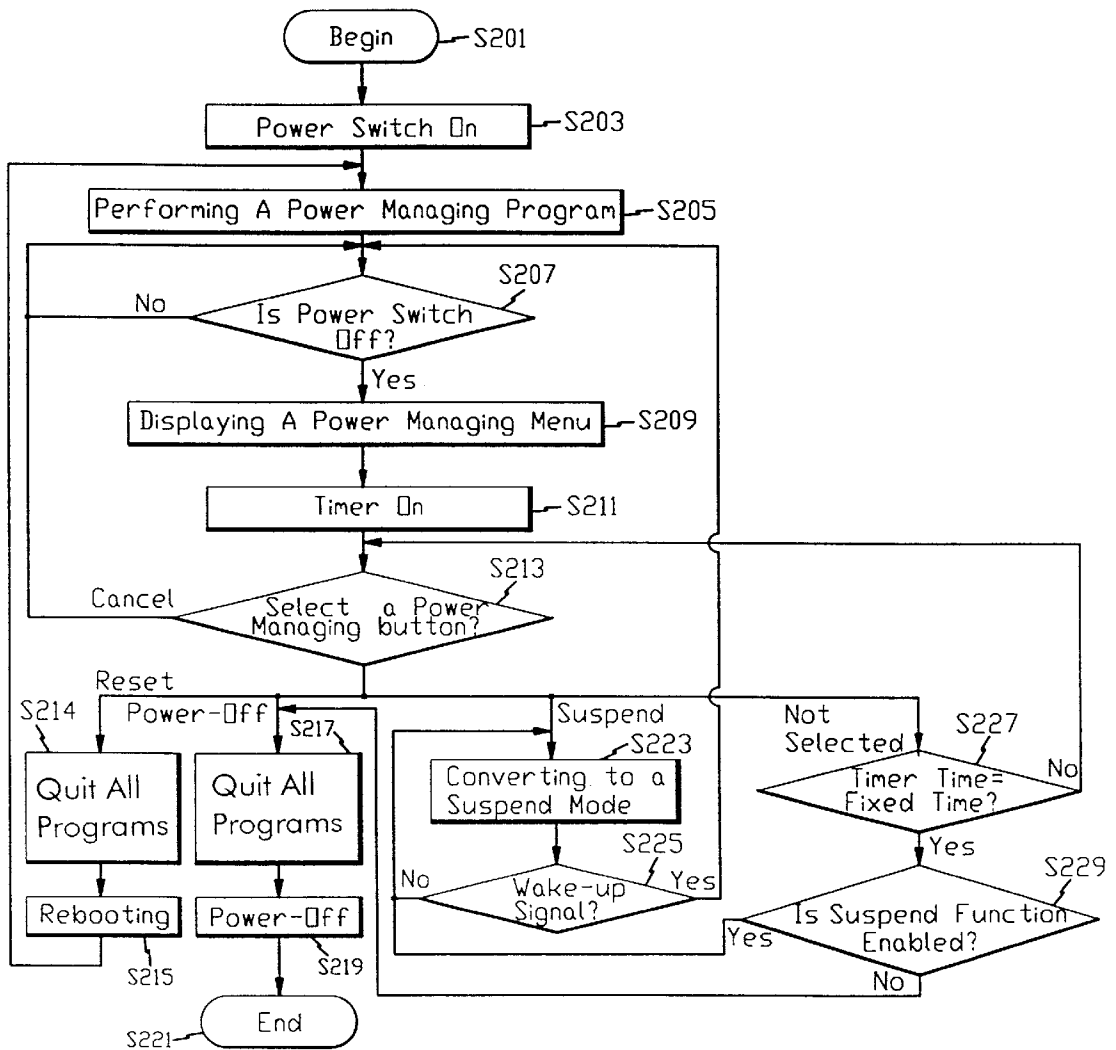 Begin
S201
Power Switch On
S203
Performing A Power Managing Program
S205
S207
No
Is Power Switch
Off?
Yes
Displaying A Power Managing Menu
S209
Timer On
S211
S213
Cancel
Select a Power
Managing button?
Reset
S214
Power-Off
S217
Suspend
S223
Not
Selected
S227
Quit All
Programs
Quit All
Programs
Converting to a
Suspend Mode
Timer Time=
Fixed Time?
No
Yes
S225
No
Wake-up
Signal?
Yes
S229
Rebooting
S215
Power-Off
S219
Yes
Is Suspend Function
Enabled?
No
End
S221